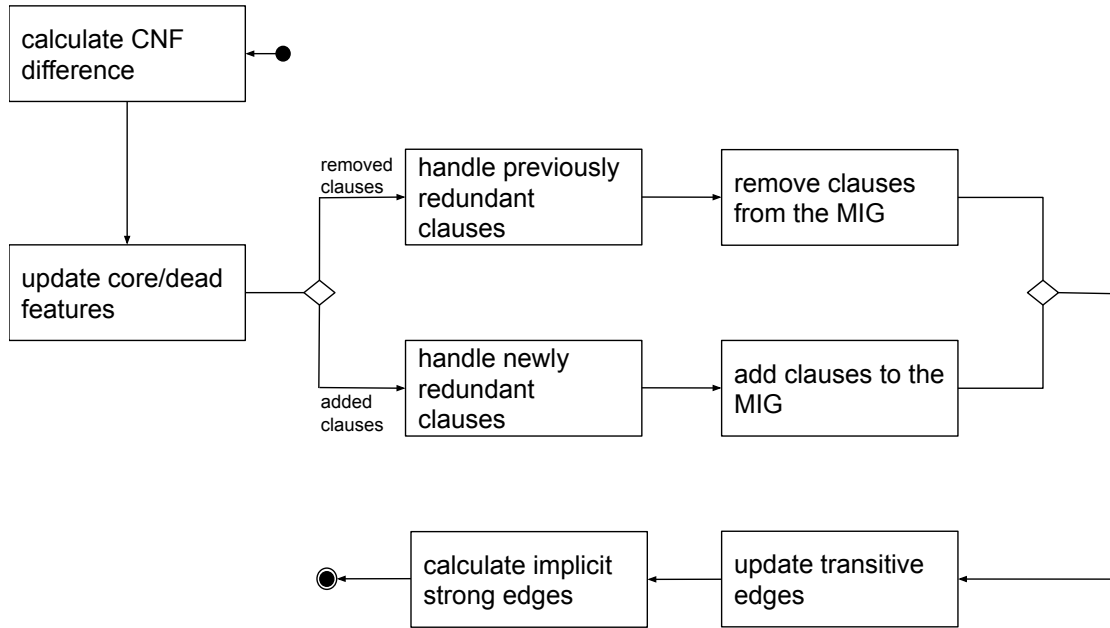 calculate CNF
difference
update core/dead
features
removed
clauses
handle previously
redundant
clauses
remove clauses
from the MIG
added
clauses
handle newly
redundant
clauses
add clauses to the
MIG
update transitive
edges
calculate implicit
strong edges